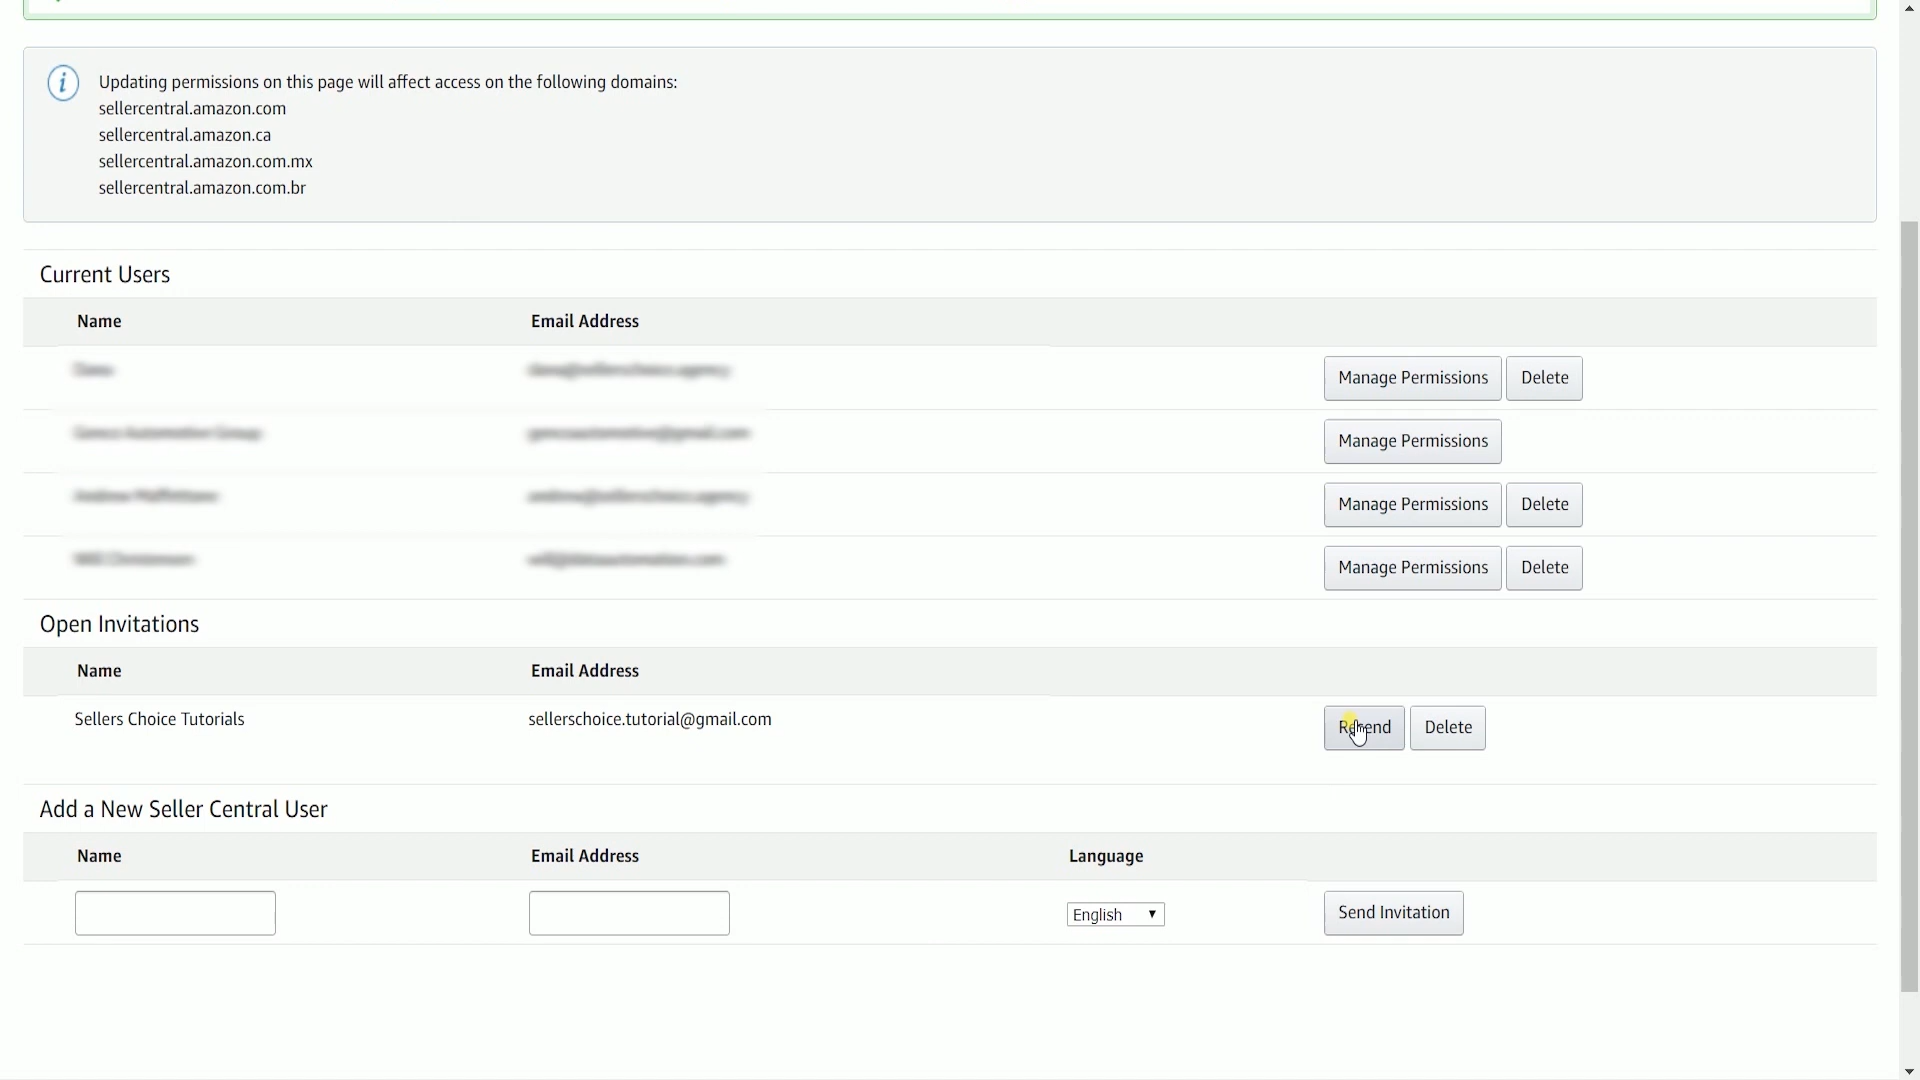 Updating permissions on this page will affect access on the following domains:
sellercentral.amazon.com
sellercentral.amazon.ca
sellercentral.amazon.com.mx
sellercentral.amazon.com.br
Current Users
Name Email Address
Manage Permissions Delete
Manage Permissions
Manage Permissions Delete
Manage Permissions Delete
Open Invitations
Name Email Address
Sellers Choice Tutorials sellerschoice.tutorial@gmail.com Resend Delete
Add a New Seller Central User
Name Email Address Language
English Send Invitation